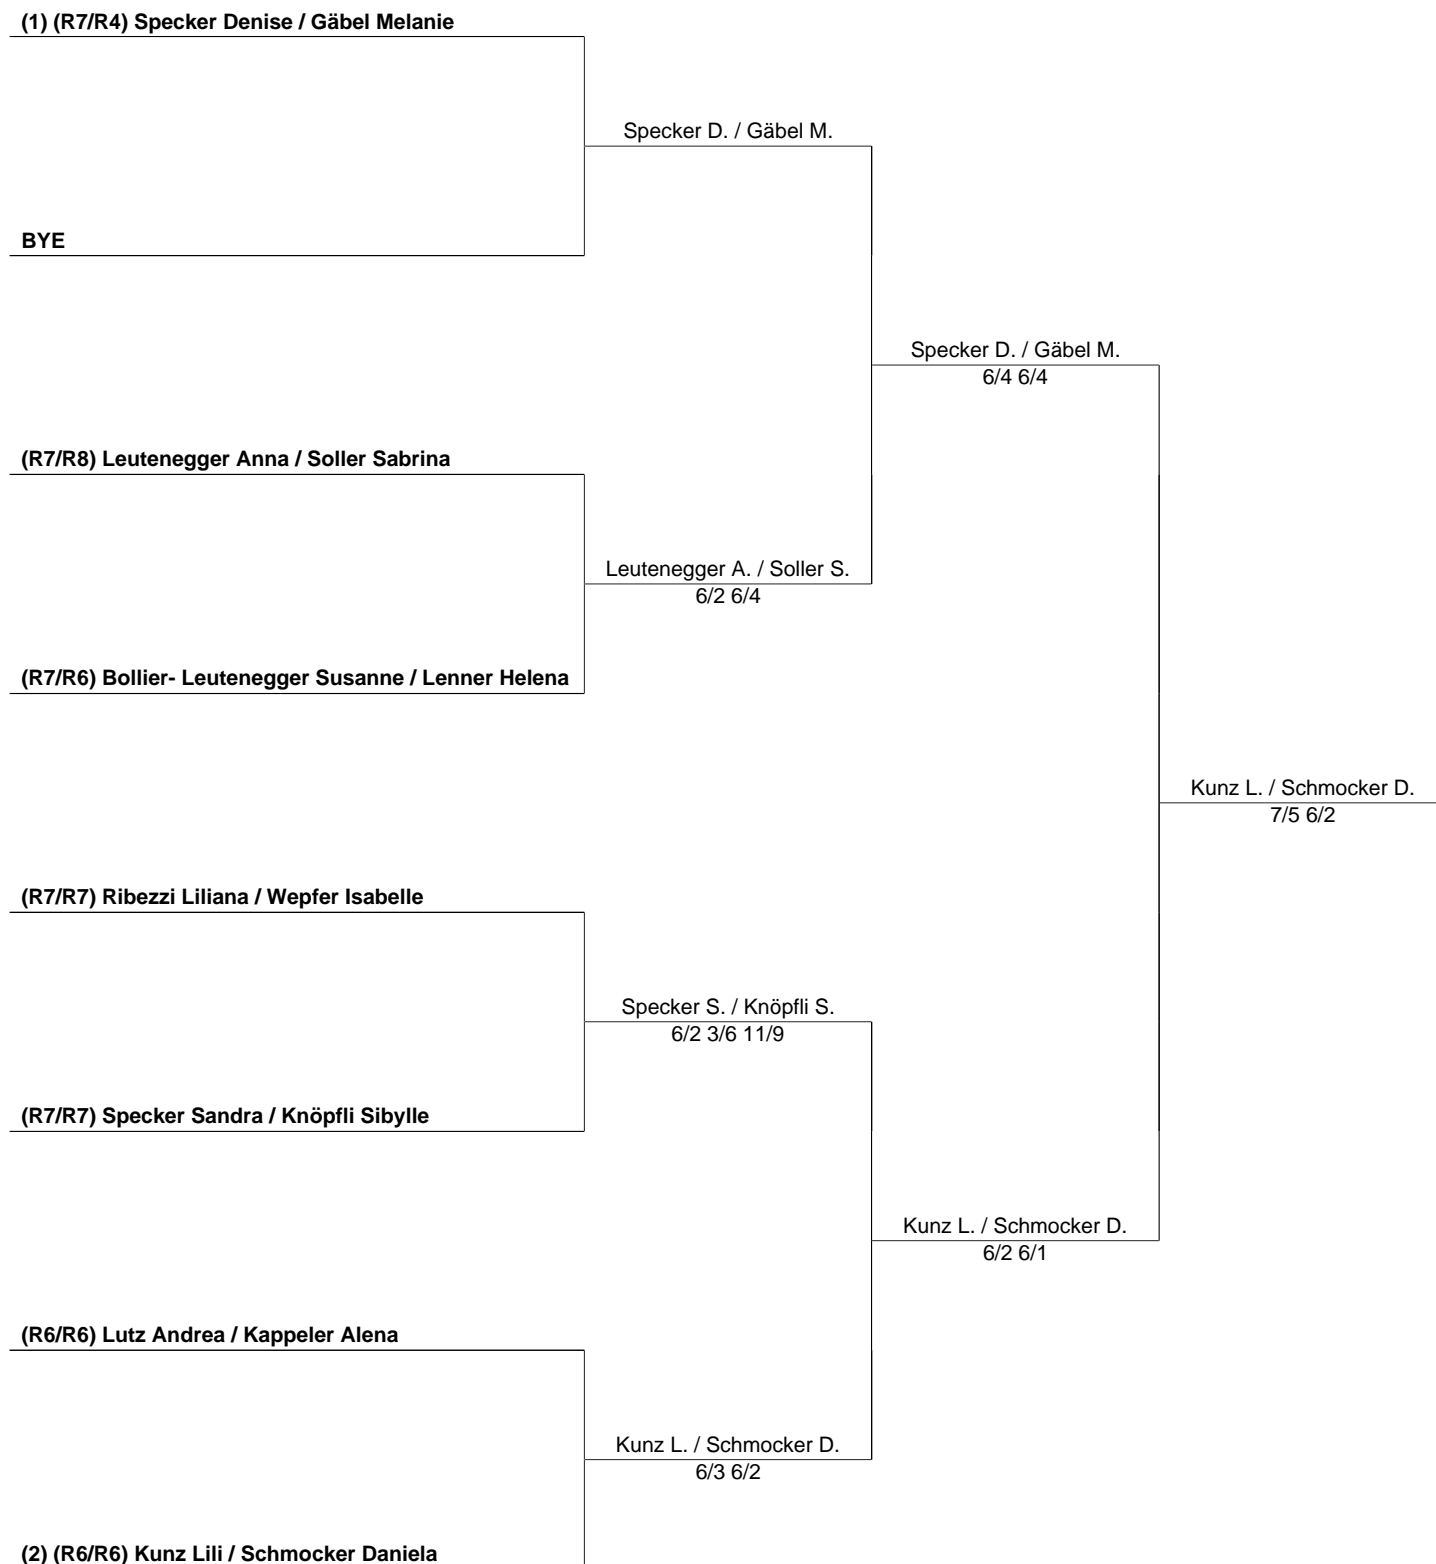 (1) (R7/R4) Specker Denise / Gäbel Melanie
Specker D. / Gäbel M.
BYE
Specker D. / Gäbel M.
6/4 6/4
(R7/R8) Leutenegger Anna / Soller Sabrina
Leutenegger A. / Soller S.
6/2 6/4
(R7/R6) Bollier- Leutenegger Susanne / Lenner Helena
Kunz L. / Schmocker D.
7/5 6/2
(R7/R7) Ribezzi Liliana / Wepfer Isabelle
Specker S. / Knöpfli S.
6/2 3/6 11/9
(R7/R7) Specker Sandra / Knöpfli Sibylle
Kunz L. / Schmocker D.
6/2 6/1
(R6/R6) Lutz Andrea / Kappeler Alena
Kunz L. / Schmocker D.
6/3 6/2
(2) (R6/R6) Kunz Lili / Schmocker Daniela